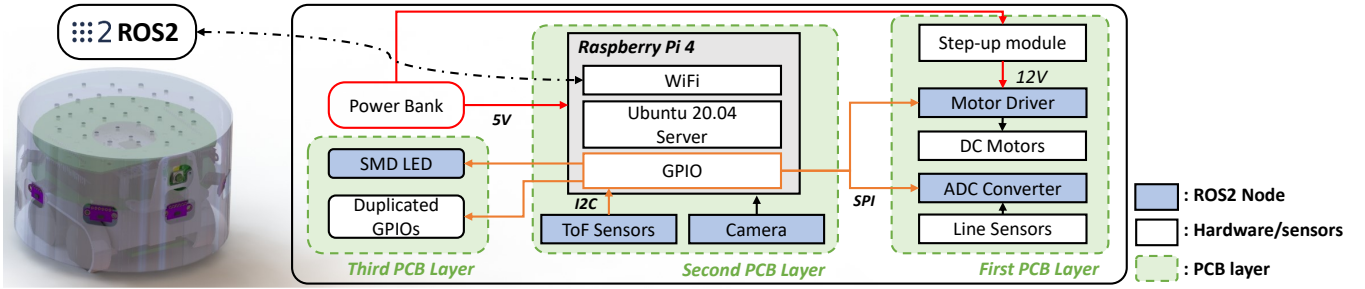 2 ROS2
Power Bank
5V
Raspberry Pi 4
WiFi
Ubuntu 20.04
Server
GPIO
I2C
ToF Sensors
Camera
Second PCB Layer
SMD LED
Duplicated
GPIOs
Third PCB Layer
Step-up module
12V
Motor Driver
DC Motors
ADC Converter
SPI
Line Sensors
First PCB Layer
: ROS2 Node
: Hardware/sensors
: PCB layer